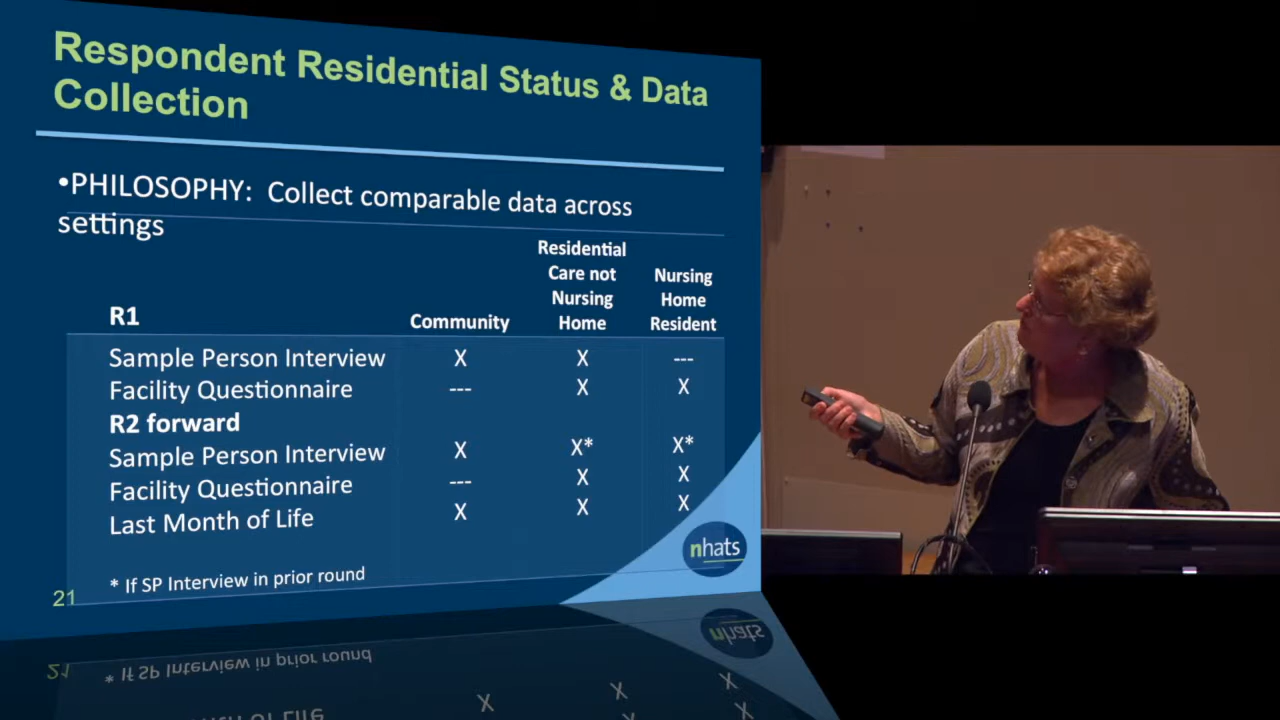 Respondent Residential Status & Data
Collection
•PHILOSOPHY: Collect comparable data across
settings
R1 Community Residential Care not Nursing Home Nursing Home Resident
Sample Person Interview X X ---
Facility Questionnaire --- X X
R2 forward
Sample Person Interview X X* X*
Facility Questionnaire --- X X
Last Month of Life X X X
nhats
* If SP Interview in prior round
21